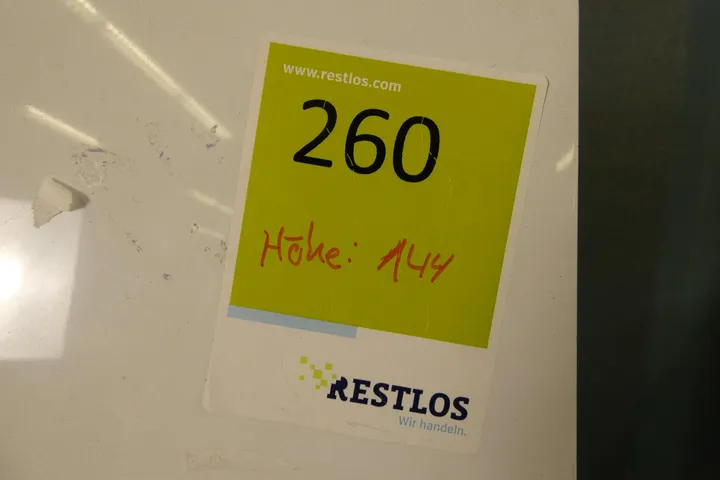 www.restlos.com
260
Höhe: 144
RESTLOS
Wir handeln.